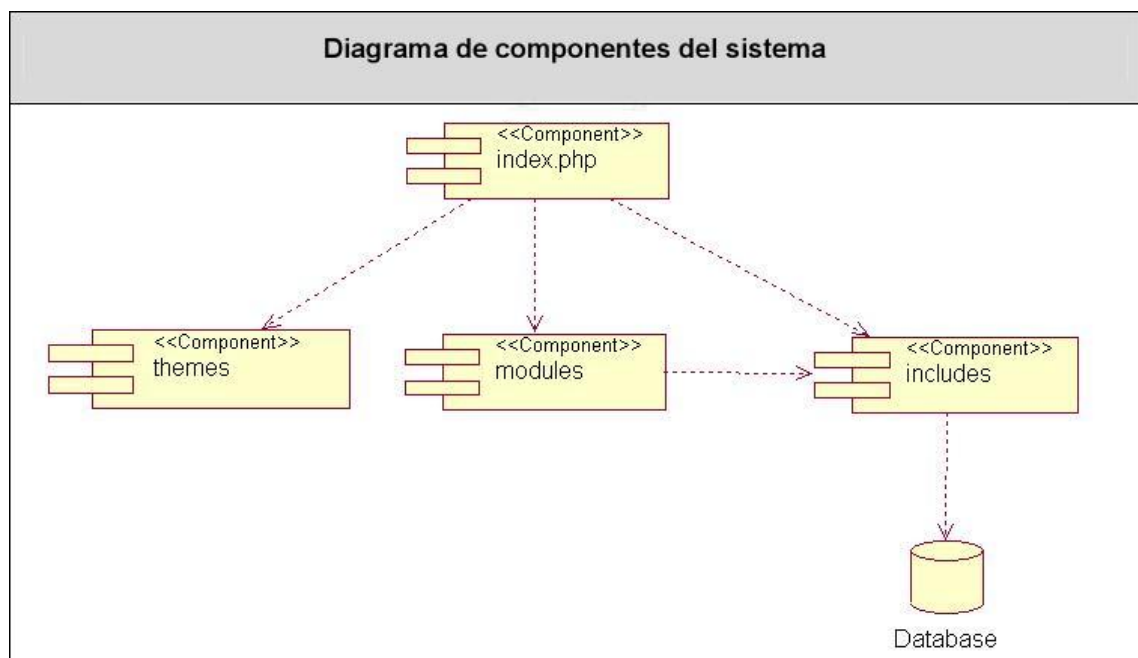 Diagrama de componentes del sistema
<<Component>>
index.php
<<Component>>
themes
<<Component>>
modules
<<Component>>
includes
Database